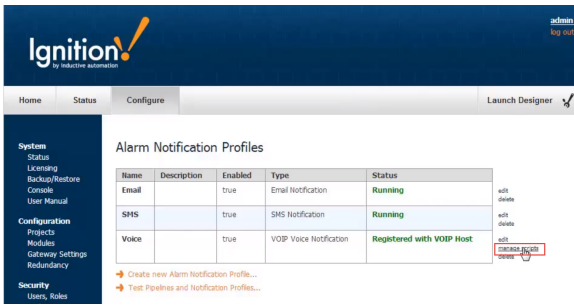 admin
log out
Ignition!
by inductive automation
Home Status Configure Launch Designer
System
Status
Licensing
Backup/Restore
Console
User Manual
Configuration
Projects
Modules
Gateway Settings
Redundancy
Security
Users, Roles
Alarm Notification Profiles
Name Description Enabled Type Status
Email true Email Notification Running edit
delete
SMS true SMS Notification Running edit
delete
Voice true VOIP Voice Notification Registered with VOIP Host edit
manage scripts
delete
Create new Alarm Notification Profile...
Test Pipelines and Notification Profiles...